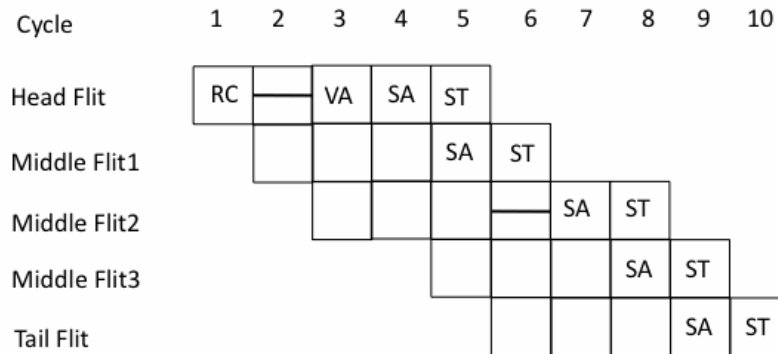 Cycle 1 2 3 4 5 6 7 8 9 10
Head Flit RC VA SA ST
Middle Flit1 SA ST
Middle Flit2 SA ST
Middle Flit3 SA ST
Tail Flit SA ST